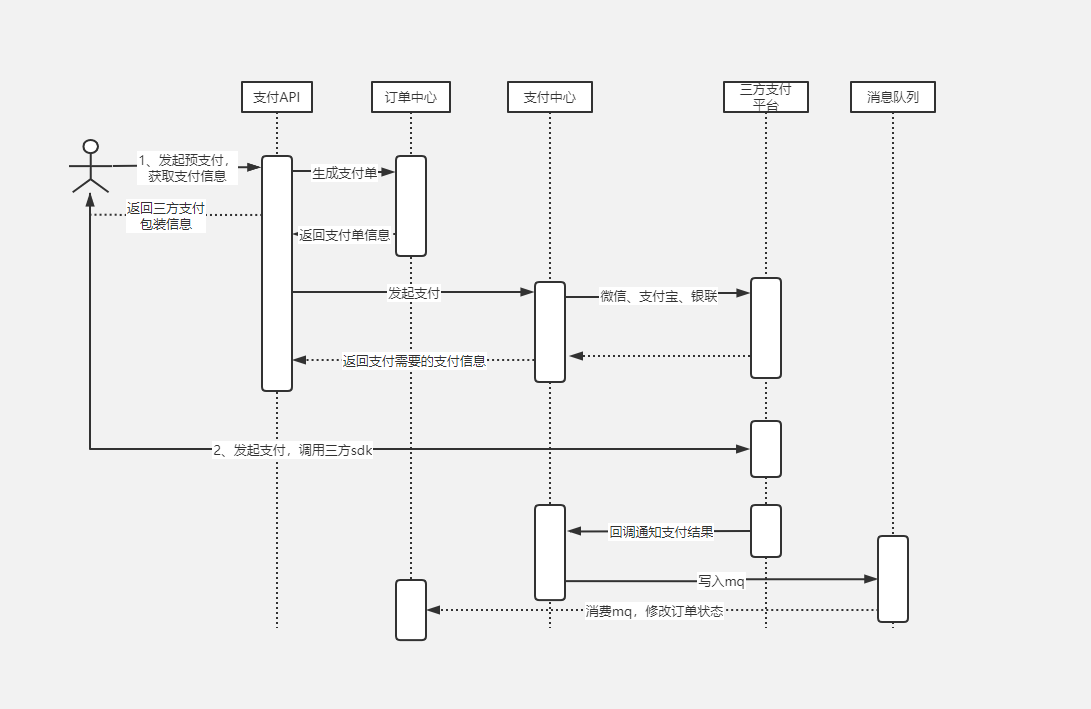 支付API
订单中心
支付中心
三方支付
平台
消息队列
1、发起预支付，
获取支付信息
生成支付单
返回三方支付
包装信息
返回支付单信息
发起支付
微信、支付宝、银联
返回支付需要的支付信息
2、发起支付，调用三方sdk
回调通知支付结果
写入mq
消费mq，修改订单状态